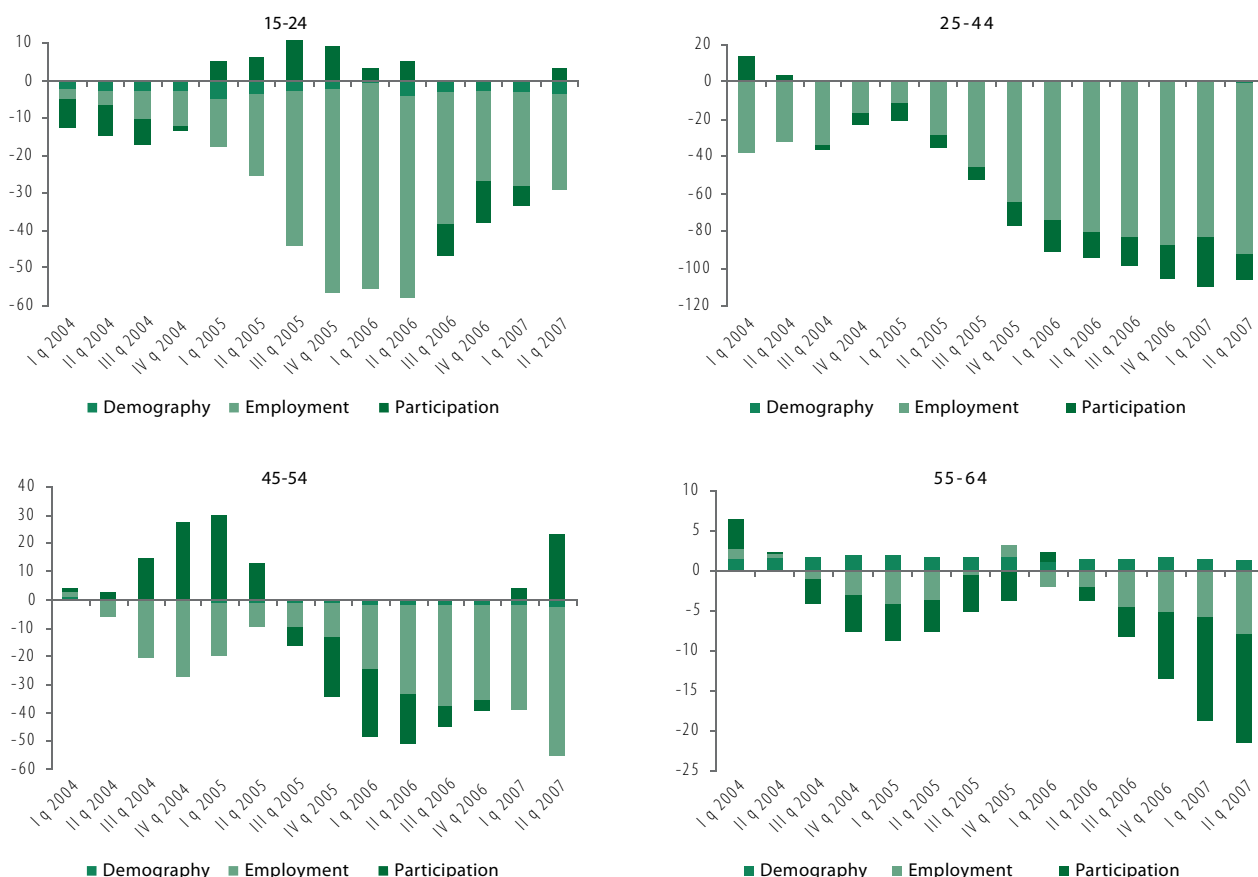 15-24
10
0
-10
-20
-30
-40
-50
-60
I q 2004
II q 2004
III q 2004
IV q 2004
I q 2005
II q 2005
III q 2005
IV q 2005
I q 2006
II q 2006
III q 2006
IV q 2006
I q 2007
II q 2007
Demography Employment Participation
25-44
20
0
-20
-40
-60
-80
-100
-120
I q 2004
II q 2004
III q 2004
IV q 2004
I q 2005
II q 2005
III q 2005
IV q 2005
I q 2006
II q 2006
III q 2006
IV q 2006
I q 2007
II q 2007
Demography Employment Participation
45-54
40
30
20
10
0
-10
-20
-30
-40
-50
-60
I q 2004
II q 2004
III q 2004
IV q 2004
I q 2005
II q 2005
III q 2005
IV q 2005
I q 2006
II q 2006
III q 2006
IV q 2006
I q 2007
II q 2007
Demography Employment Participation
55-64
10
5
0
-5
-10
-15
-20
-25
I q 2004
II q 2004
III q 2004
IV q 2004
I q 2005
II q 2005
III q 2005
IV q 2005
I q 2006
II q 2006
III q 2006
IV q 2006
I q 2007
II q 2007
Demography Employment Participation